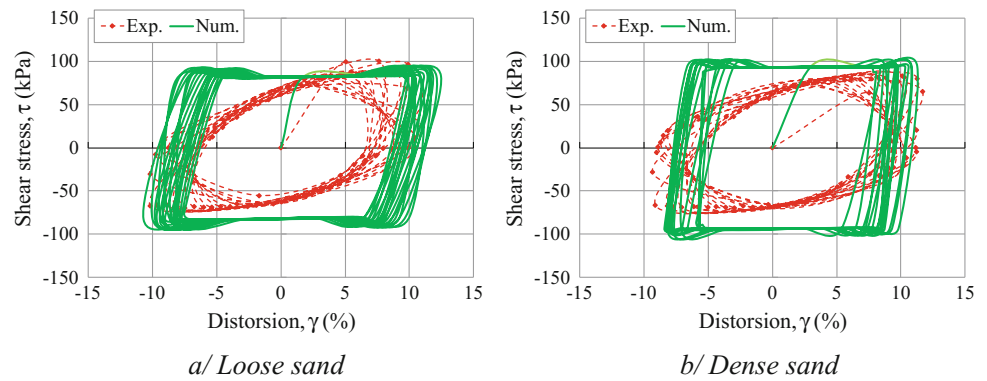 Exp. Num.
Shear stress, τ (kPa)
150
100
50
0
-50
-100
-150
-15 -10 -5 0 5 10 15
Distorsion, γ (%)
a/ Loose sand
Exp. Num.
Shear stress, τ (kPa)
150
100
50
0
-50
-100
-150
-15 -10 -5 0 5 10 15
Distorsion, γ (%)
b/ Dense sand